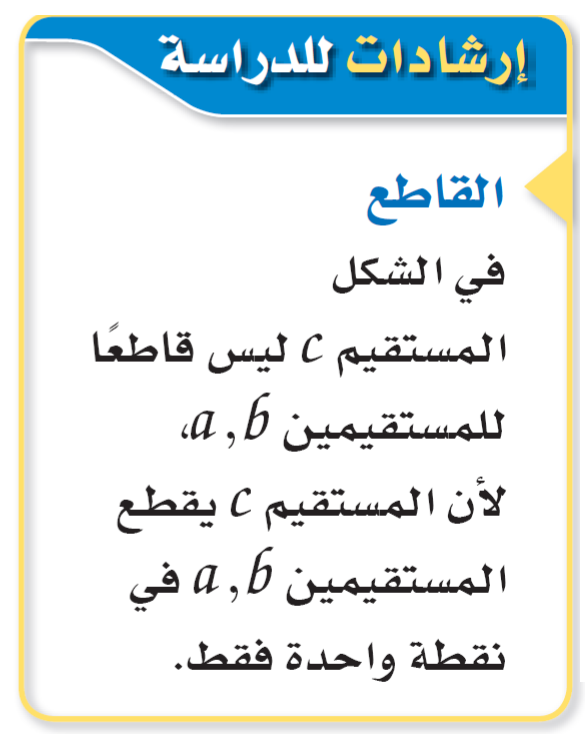 إرشادات للدراسة
القاطع
في الشكل
المستقيم c ليس قاطعًا
للمستقيمين a , b،
لأن المستقيم c يقطع
المستقيمين a , b في
نقطة واحدة فقط.